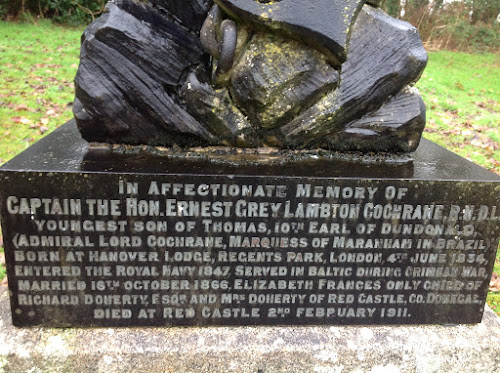 IN AFFECTIONATE MEMORY OF
CAPTAIN THE HON. ERNEST GREY LAMBTON COCHRANE, R.N. D.L.
YOUNGEST SON OF THOMAS, 10TH EARL OF DUNDONALD,
(ADMIRAL LORD COCHRANE, MARQUESS OF MARANHAM IN BRAZIL)
BORN AT HANOVER LODGE, REGENTS PARK, LONDON, 4TH JUNE 1834,
ENTERED THE ROYAL NAVY 1847, SERVED IN BALTIC DURING CRIMEAN WAR,
MARRIED 16TH OCTOBER 1866, ELIZABETH FRANCES ONLY CHILD OF
RICHARD DOHERTY, ESQRE AND MRS DOHERTY OF RED CASTLE, CO. DONEGAL,
DIED AT RED CASTLE 2ND FEBRUARY 1911.